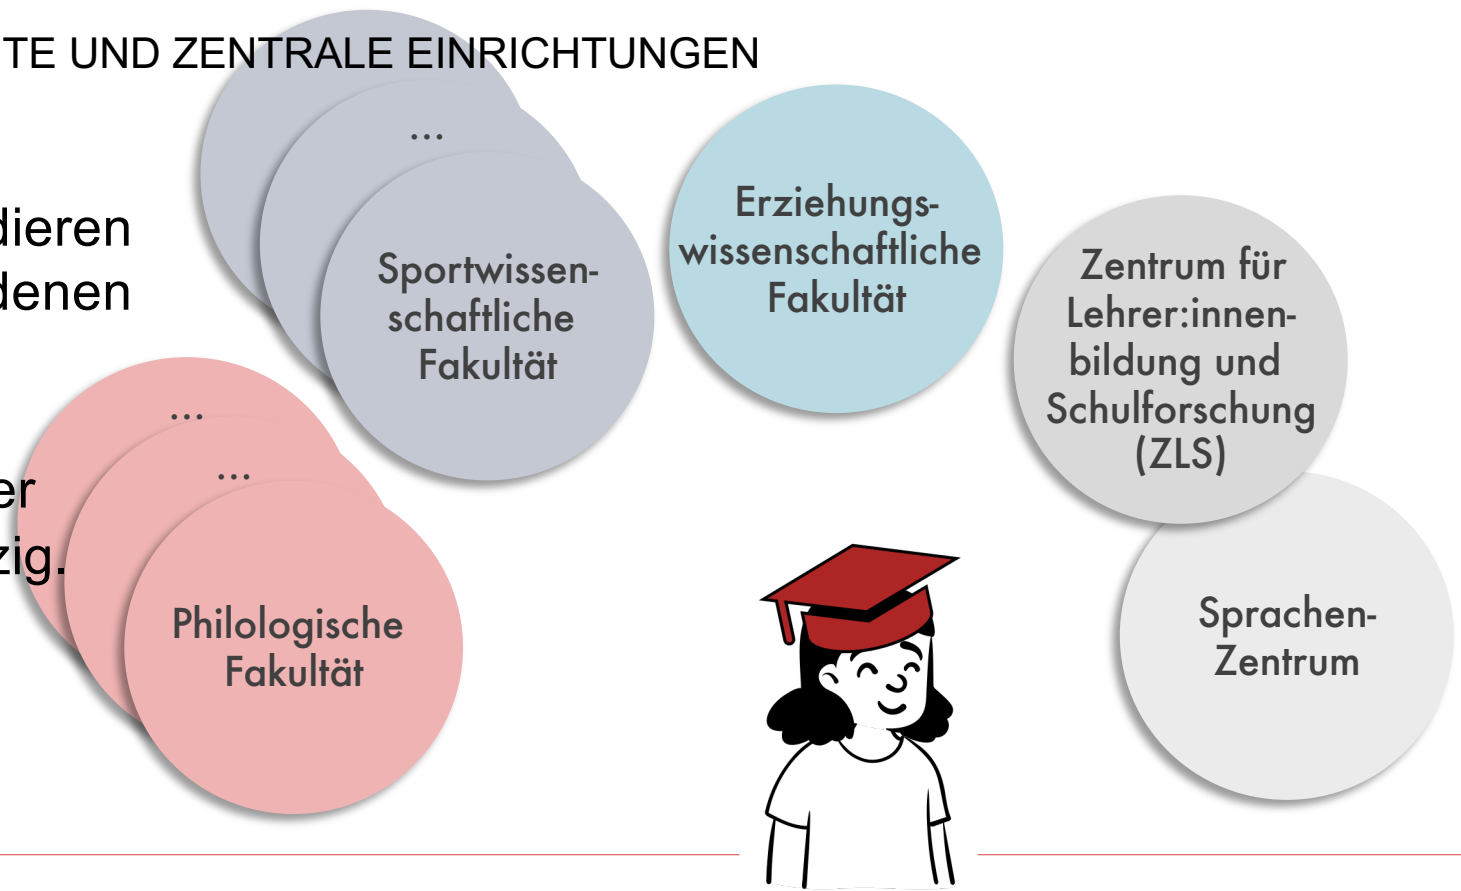 TE UND ZENTRALE EINRICHTUNGEN
dieren
denen
er
zig.
...
Sportwissen-
schaftliche
Fakultät
...
...
Philologische
Fakultät
Erziehungs-
wissenschaftliche
Fakultät
Zentrum für
Lehrer:innen-
bildung und
Schulforschung
(ZLS)
Sprachen-
Zentrum